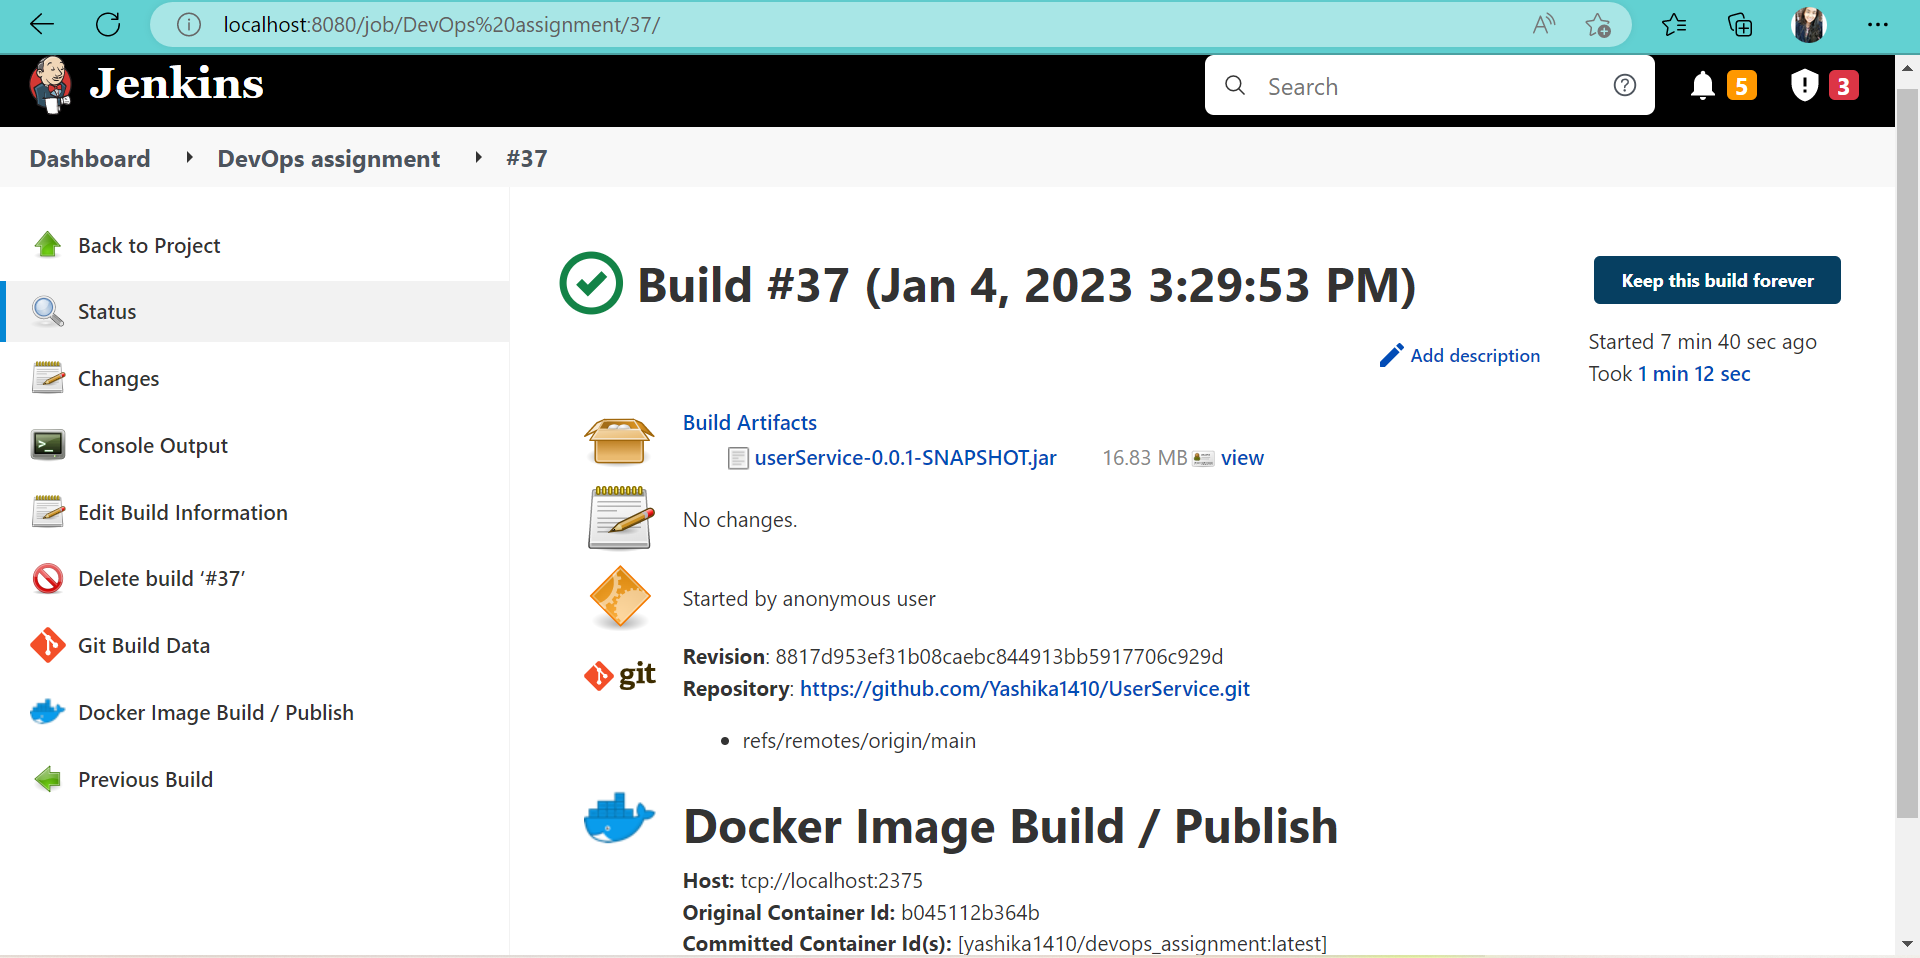 localhost:8080/job/DevOps%20assignment/37/
Jenkins
Search
5
3
Dashboard
DevOps assignment
#37
Back to Project
Status
Changes
Console Output
Edit Build Information
Delete build ‘#37’
Git Build Data
Docker Image Build / Publish
Previous Build
Build #37 (Jan 4, 2023 3:29:53 PM)
Keep this build forever
Add description
Started 7 min 40 sec ago
Took 1 min 12 sec
Build Artifacts
userService-0.0.1-SNAPSHOT.jar 16.83 MB view
No changes.
Started by anonymous user
git
Revision: 8817d953ef31b08caebc844913bb5917706c929d
Repository: https://github.com/Yashika1410/UserService.git
refs/remotes/origin/main
Docker Image Build / Publish
Host: tcp://localhost:2375
Original Container Id: b045112b364b
Committed Container Id(s): [yashika1410/devops_assignment:latest]